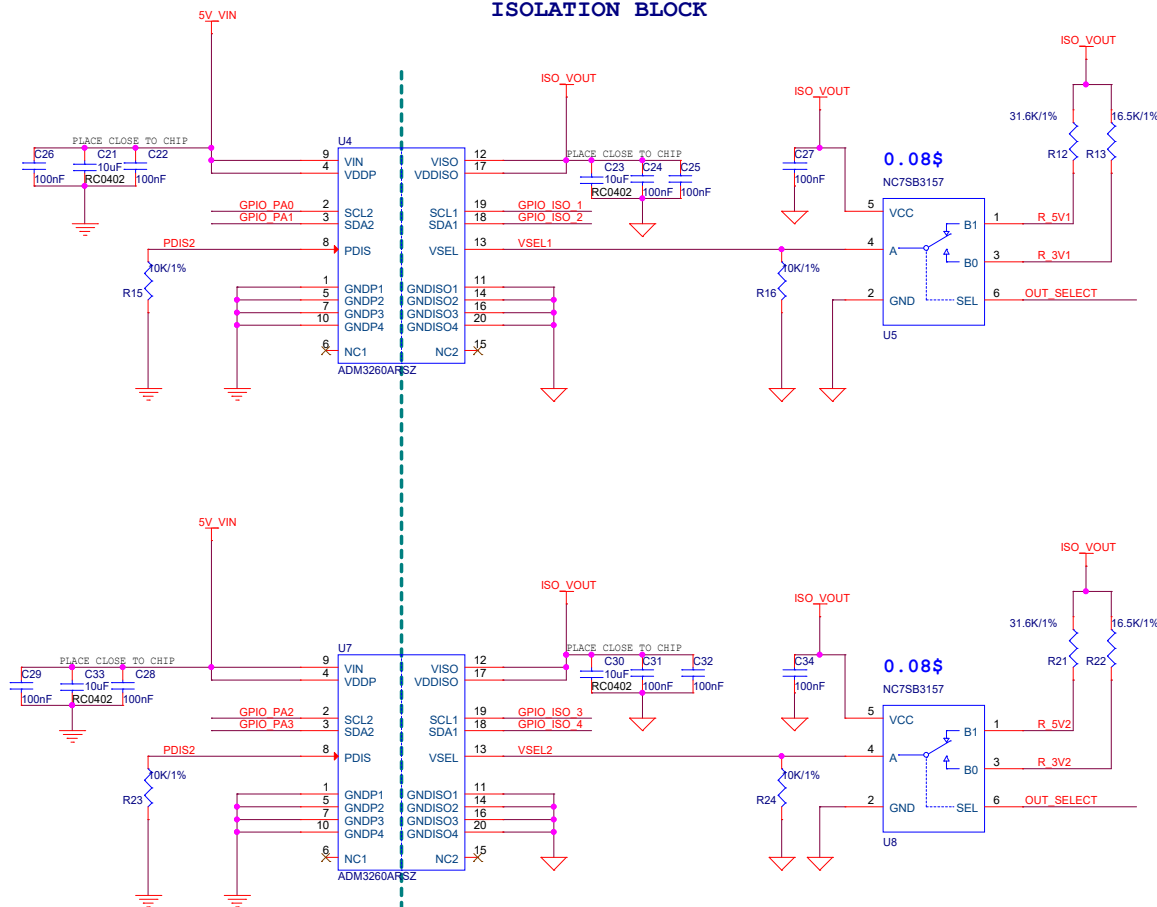 ISOLATION BLOCK
5V_VIN
ISO_VOUT
ISO_VOUT
ISO_VOUT
PLACE CLOSE TO CHIP
C26
100nF
C21
10uF
RC0402
C22
100nF
U4
9 VIN
4 VDDP
2 SCL2
3 SDA2
8 PDIS
1 GNDP1
5 GNDP2
7 GNDP3
10 GNDP4
6 NC1
VISO 12
VDDISO 17
SCL1 19
SDA1 18
VSEL 13
GNDISO1 11
GNDISO2 14
GNDISO3 16
GNDISO4 20
NC2 15
ADM3260ARSZ
GPIO_PA0
GPIO_PA1
PDIS2
10K/1%
R15
PLACE CLOSE TO CHIP
C23
10uF
RC0402
C24
100nF
C25
100nF
GPIO_ISO_1
GPIO_ISO_2
VSEL1
10K/1%
R16
C27
100nF
0.08$
NC7SB3157
5 VCC
4 A
2 GND
B1 1
B0 3
SEL 6
U5
31.6K/1%
R12
16.5K/1%
R13
R_5V1
R_3V1
OUT_SELECT
5V_VIN
ISO_VOUT
ISO_VOUT
ISO_VOUT
PLACE CLOSE TO CHIP
C29
100nF
C33
10uF
RC0402
C28
100nF
U7
9 VIN
4 VDDP
2 SCL2
3 SDA2
8 PDIS
1 GNDP1
5 GNDP2
7 GNDP3
10 GNDP4
6 NC1
VISO 12
VDDISO 17
SCL1 19
SDA1 18
VSEL 13
GNDISO1 11
GNDISO2 14
GNDISO3 16
GNDISO4 20
NC2 15
ADM3260ARSZ
GPIO_PA2
GPIO_PA3
PDIS2
10K/1%
R23
PLACE CLOSE TO CHIP
C30
10uF
RC0402
C31
100nF
C32
100nF
GPIO_ISO_3
GPIO_ISO_4
VSEL2
10K/1%
R24
C34
100nF
0.08$
NC7SB3157
5 VCC
4 A
2 GND
B1 1
B0 3
SEL 6
U8
31.6K/1%
R21
16.5K/1%
R22
R_5V2
R_3V2
OUT_SELECT